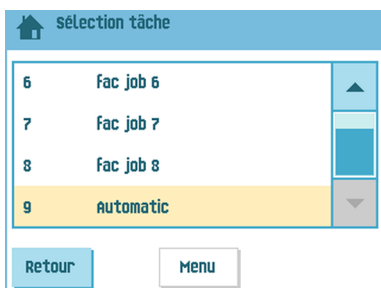 Sélection tâche
6 Fac job 6
7 Fac job 7
8 Fac job 8
9 Automatic
Retour Menu